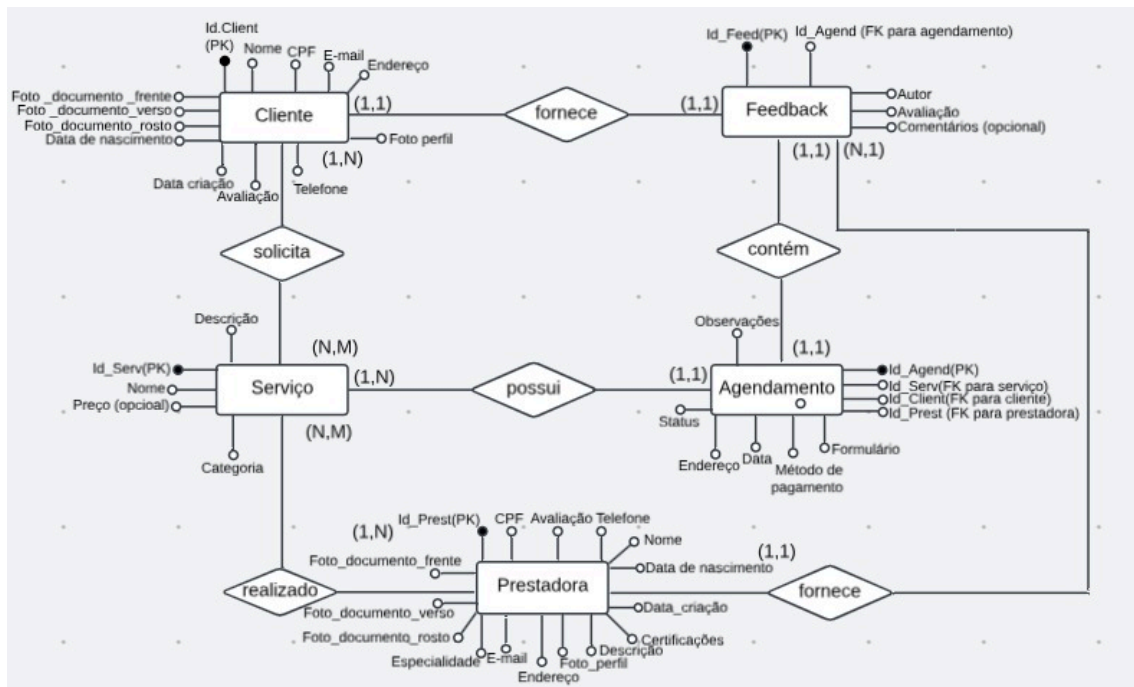 Id.Client
(PK)
Nome
CPF
E-mail
Endereço
Foto _documento _frente
Foto _documento_verso
Foto_documento_rosto
Data de nascimento
Cliente
(1,1)
Foto perfil
(1,N)
Data criação
Avaliação
Telefone
fornece
Id_Feed(PK)
Id_Agend (FK para agendamento)
(1,1)
Feedback
Autor
Avaliação
Comentários (opcional)
(1,1)
(N,1)
solicita
contém
Descrição
(N,M)
Id_Serv(PK)
Nome
Preço (opcioal)
Serviço
(1,N)
(N,M)
Categoria
possui
Observações
(1,1)
(1,1)
Agendamento
Id_Agend(PK)
Id_Serv(FK para serviço)
Id_Client(FK para cliente)
Id_Prest (FK para prestadora)
Status
Endereço
Data
Método de
pagamento
Formulário
(1,N)
Id_Prest(PK)
CPF
Avaliação
Telefone
Nome
Data de nascimento
(1,1)
Foto_documento_frente
realizado
Prestadora
fornece
Foto_documento_verso
Data_criação
Foto_documento_rosto
Certificações
Especialidade
E-mail
Endereço
Foto_perfil
Descrição